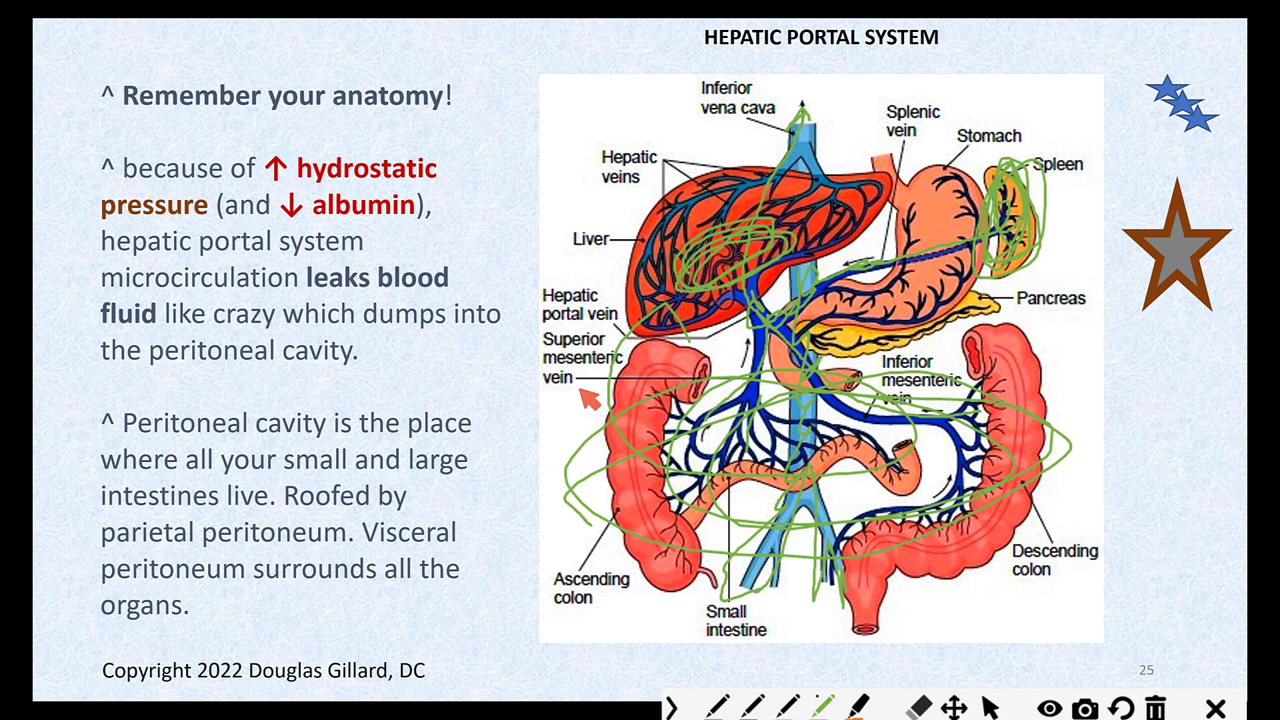 HEPATIC PORTAL SYSTEM
^ Remember your anatomy!
^ because of ↑ hydrostatic
pressure (and ↓ albumin),
hepatic portal system
microcirculation leaks blood
fluid like crazy which dumps into
the peritoneal cavity.
^ Peritoneal cavity is the place
where all your small and large
intestines live. Roofed by
parietal peritoneum. Visceral
peritoneum surrounds all the
organs.
Copyright 2022 Douglas Gillard, DC
Inferior
vena cava
Splenic
vein
Stomach
Spleen
Hepatic
veins
Liver
Hepatic
portal vein
Pancreas
Superior
mesenteric
vein
Inferior
mesenteric
vein
Ascending
colon
Small
intestine
Descending
colon
25